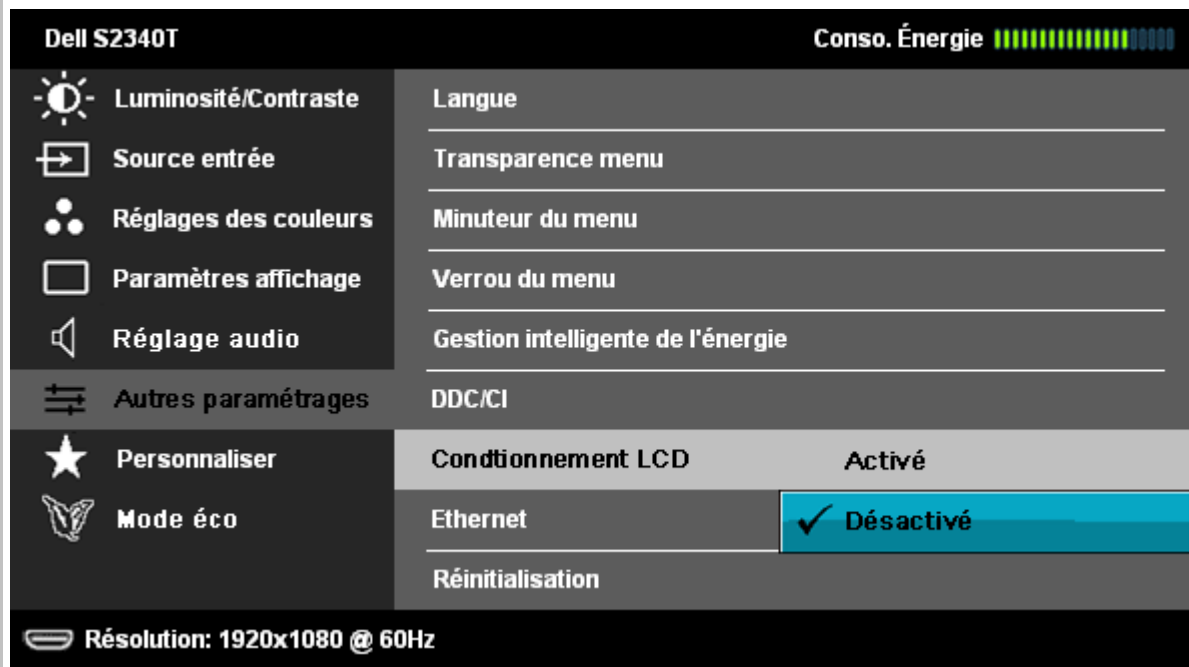 Dell S2340T
Conso. Énergie
Luminosité/Contraste
Langue
Source entrée
Transparence menu
Réglages des couleurs
Minuteur du menu
Paramètres affichage
Verrou du menu
Réglage audio
Gestion intelligente de l'énergie
Autres paramétrages
DDC/CI
Personnaliser
Condtionnement LCD
Activé
Mode éco
Ethernet
Désactivé
Réinitialisation
Résolution: 1920x1080 @ 60Hz